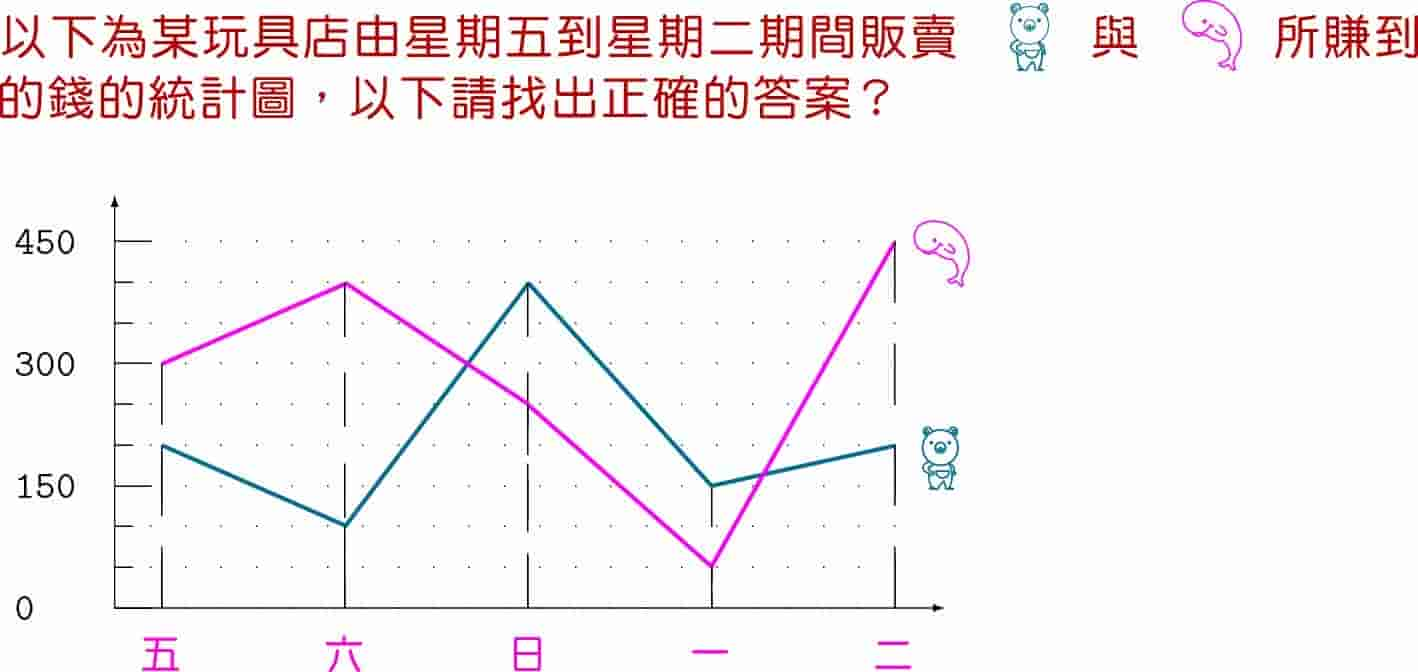 以下為某玩具店由星期五到星期二期間販賣 與 所賺到
的錢的統計圖，以下請找出正確的答案？
450
300
150
0
五 六 日 一 二